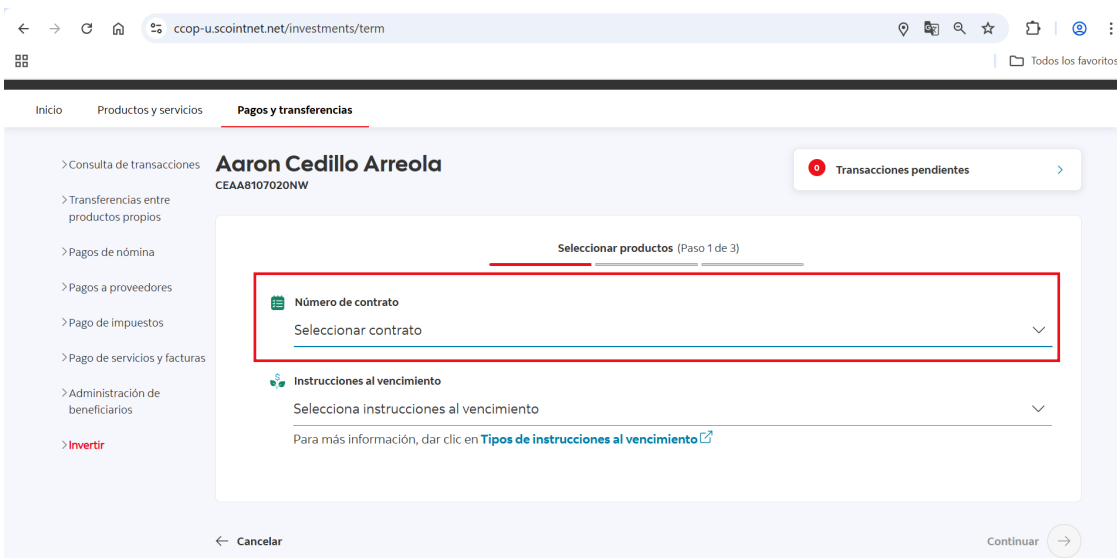 ccop-u.scointnet.net/investments/term
Todos los favoritos
Inicio
Productos y servicios
Pagos y transferencias
Consulta de transacciones
Transferencias entre
productos propios
Pagos de nómina
Pagos a proveedores
Pago de impuestos
Pago de servicios y facturas
Administración de
beneficiarios
Invertir
Aaron Cedillo Arreola
CEAA8107020NW
0 Transacciones pendientes
Seleccionar productos (Paso 1 de 3)
Número de contrato
Seleccionar contrato
Instrucciones al vencimiento
Selecciona instrucciones al vencimiento
Para más información, dar clic en Tipos de instrucciones al vencimiento
Cancelar
Continuar